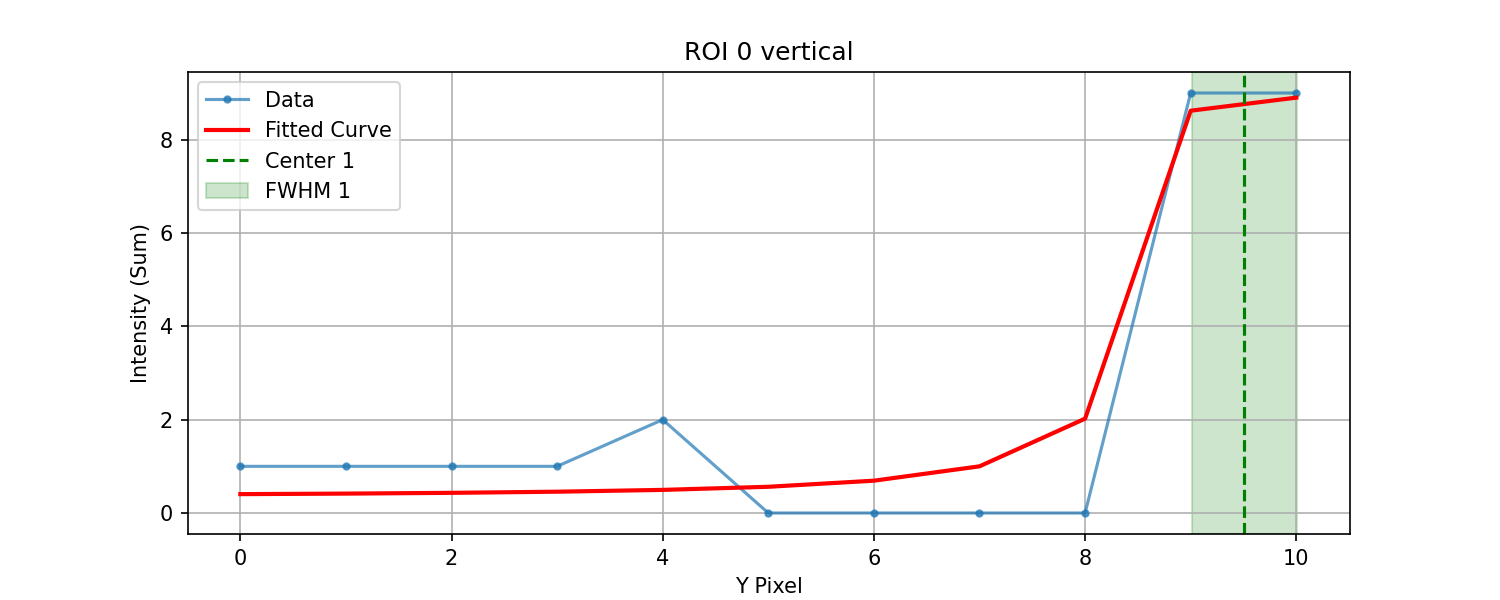 ROI 0 vertical
Data
Fitted Curve
Center 1
FWHM 1
Intensity (Sum)
8
6
4
2
0
0 2 4 6 8 10
Y Pixel